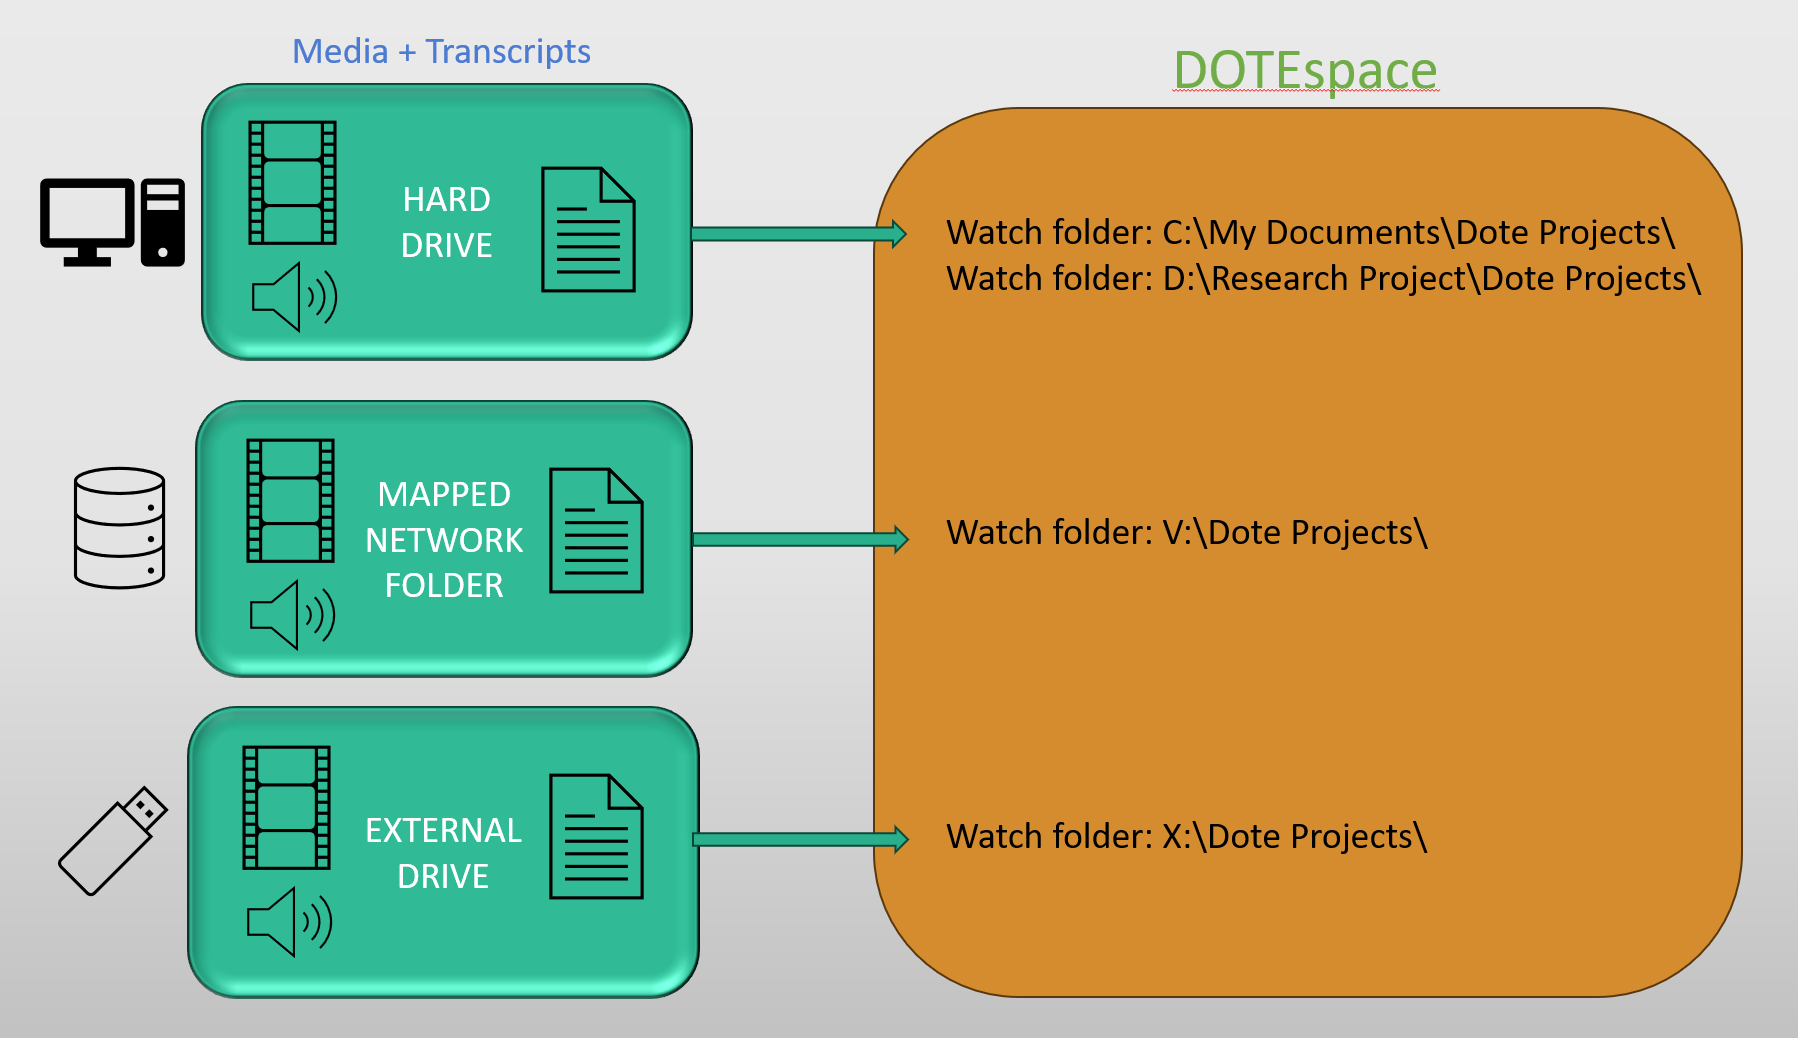 Media + Transcripts
DOTEspace
HARD
DRIVE
Watch folder: C:\My Documents\Dote Projects\
Watch folder: D:\Research Project\Dote Projects\
MAPPED
NETWORK
FOLDER
Watch folder: V:\Dote Projects\
EXTERNAL
DRIVE
Watch folder: X:\Dote Projects\